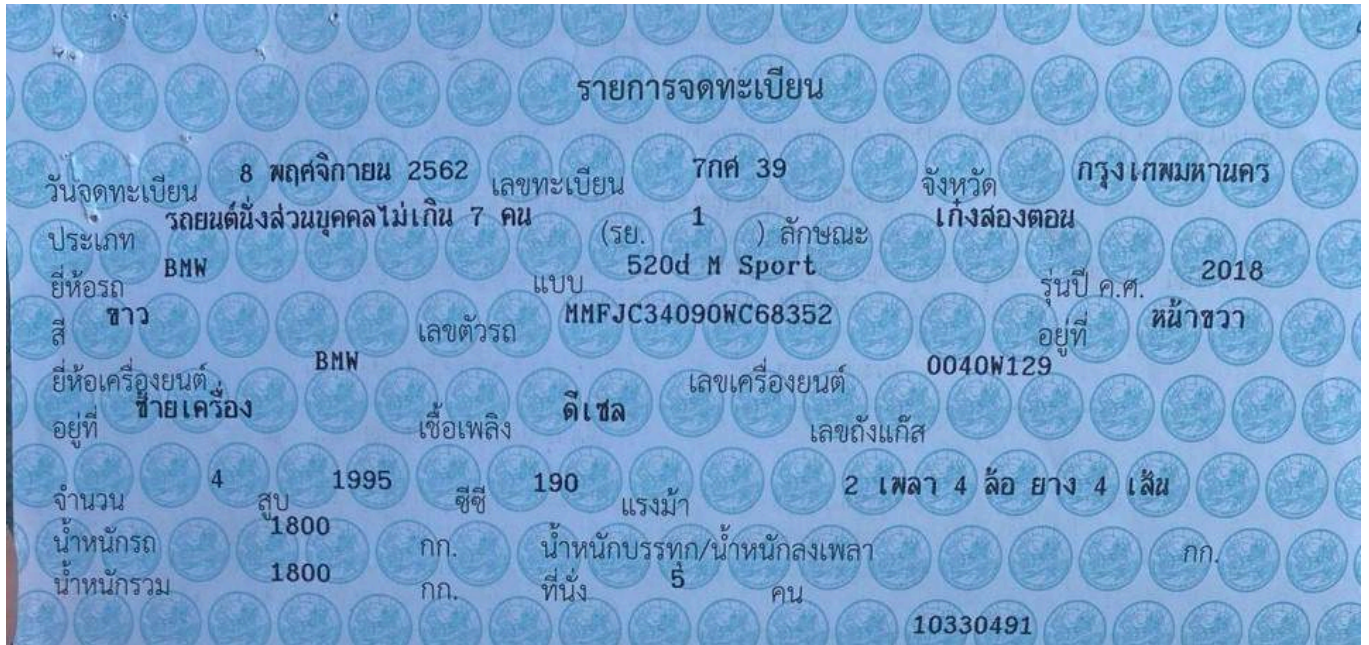 รายการจดทะเบียน
วันจดทะเบียน 8 พฤศจิกายน 2562 เลขทะเบียน 7กศ 39 จังหวัด กรุงเทพมหานคร
ประเภท รถยนต์นั่งส่วนบุคคลไม่เกิน 7 คน (รย. 1 ) ลักษณะ เก๋งสองตอน
ยี่ห้อรถ BMW แบบ 520d M Sport รุ่นปี ค.ศ. 2018
สี ขาว เลขตัวรถ MMFJC34090WC68352 อยู่ที่ หน้าขวา
ยี่ห้อเครื่องยนต์ BMW เลขเครื่องยนต์ 0040W129
อยู่ที่ ซ้ายเครื่อง เชื้อเพลิง ดีเซล เลขถังแก๊ส
จำนวน 4 สูบ 1995 ซีซี 190 แรงม้า 2 เพลา 4 ล้อ ยาง 4 เส้น
น้ำหนักรถ 1800 กก. น้ำหนักบรรทุก/น้ำหนักลงเพลา กก.
น้ำหนักรวม 1800 กก. ที่นั่ง 5 คน
10330491